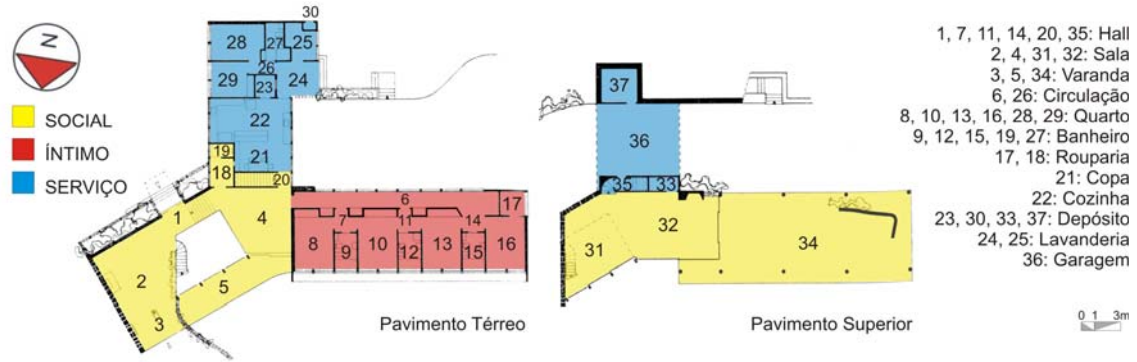 N
SOCIAL
ÍNTIMO
SERVIÇO
30
28
27
25
26
29
23
24
22
21
19
18
20
1
4
2
5
3
6
17
7
11
14
8
9
10
12
13
15
16
Pavimento Térreo
37
36
35
33
32
31
34
Pavimento Superior
1, 7, 11, 14, 20, 35: Hall
2, 4, 31, 32: Sala
3, 5, 34: Varanda
6, 26: Circulação
8, 10, 13, 16, 28, 29: Quarto
9, 12, 15, 19, 27: Banheiro
17, 18: Rouparia
21: Copa
22: Cozinha
23, 30, 33, 37: Depósito
24, 25: Lavanderia
36: Garagem
0 1 3m